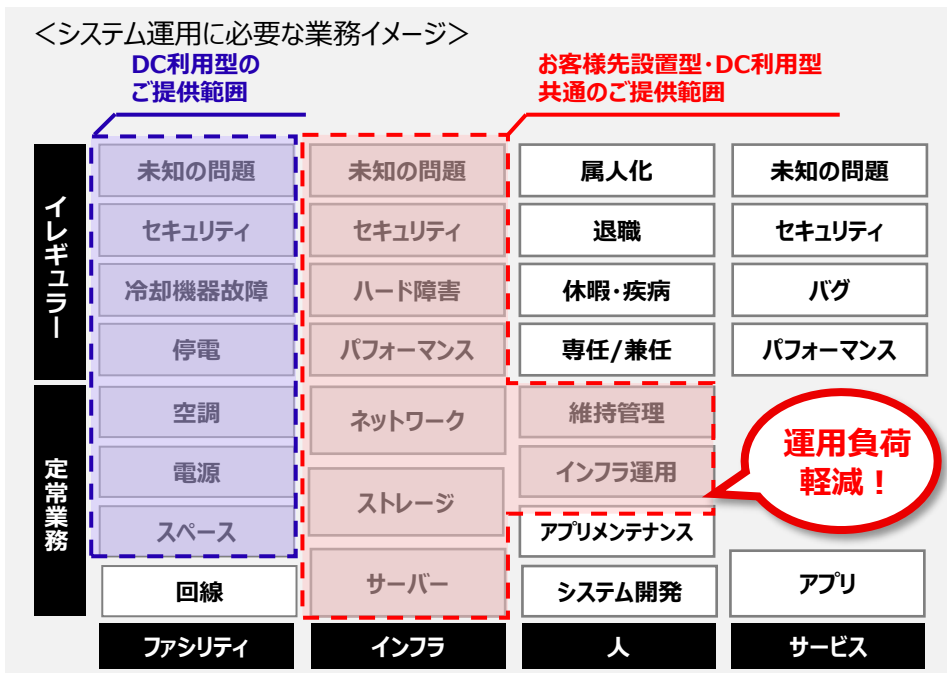 ＜システム運用に必要な業務イメージ＞
DC利用型の
ご提供範囲
お客様先設置型・DC利用型
共通のご提供範囲
イレギュラー
未知の問題
未知の問題
属人化
未知の問題
セキュリティ
セキュリティ
退職
セキュリティ
冷却機器故障
ハード障害
休暇・疾病
バグ
停電
パフォーマンス
専任/兼任
パフォーマンス
定常業務
空調
ネットワーク
維持管理
運用負荷
軽減！
電源
ストレージ
インフラ運用
スペース
アプリメンテナンス
回線
サーバー
システム開発
アプリ
ファシリティ
インフラ
人
サービス